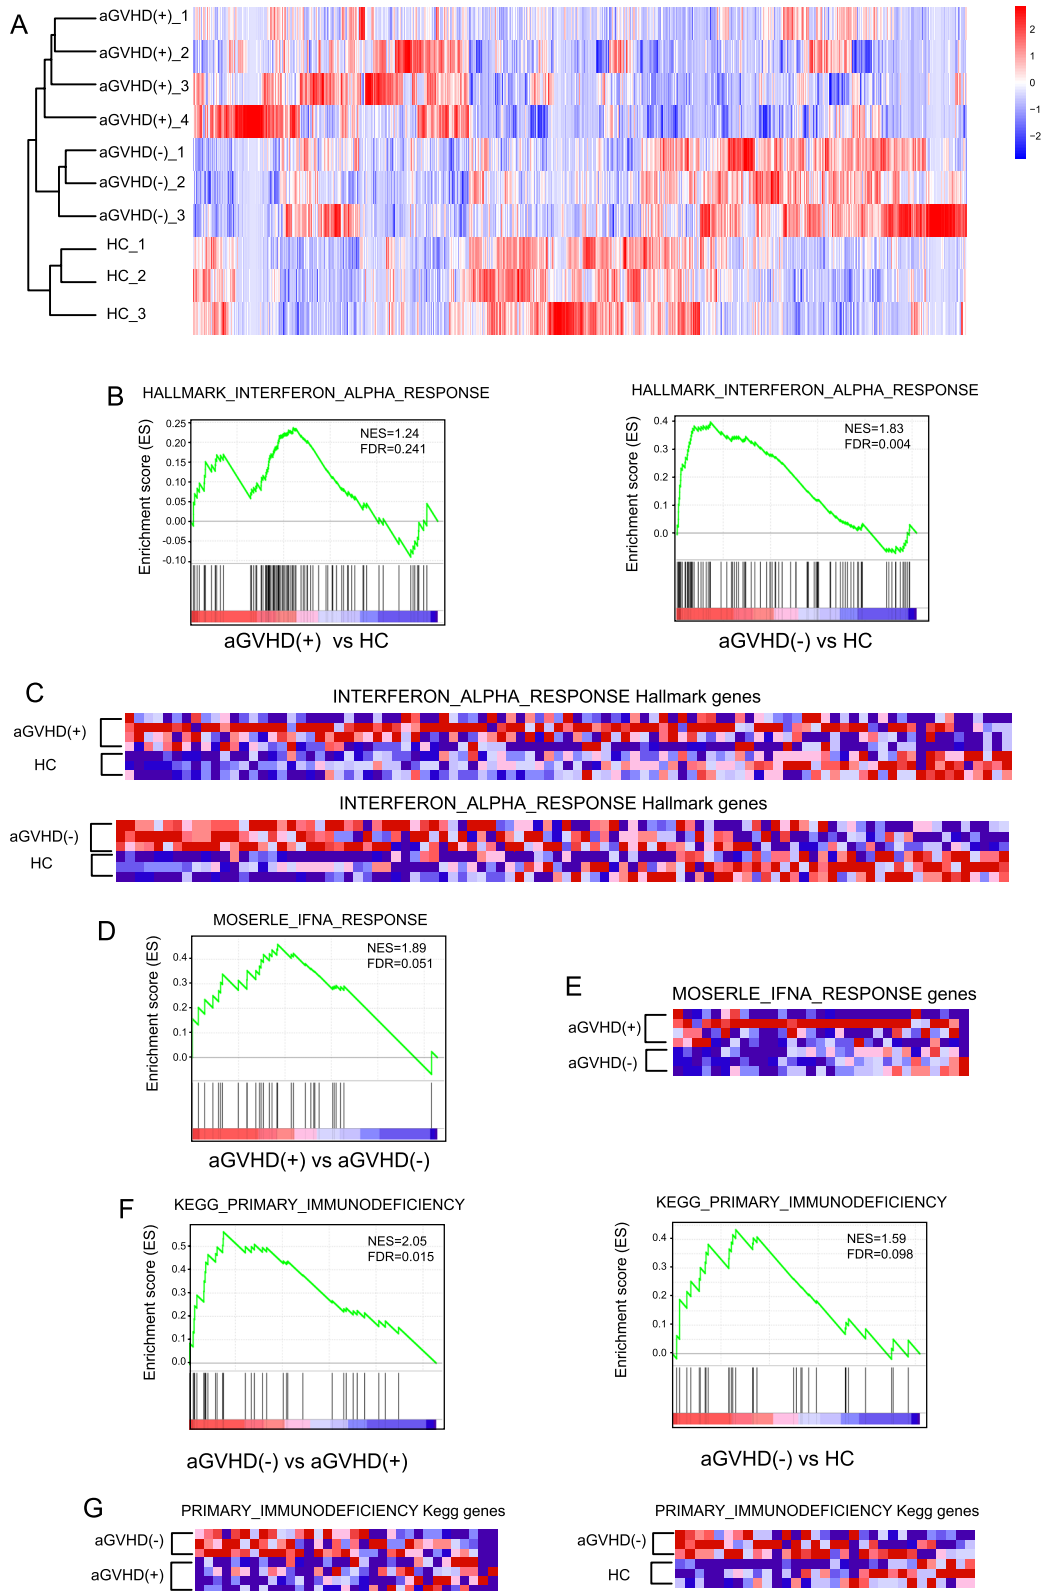 A
aGVHD(+)_1
aGVHD(+)_2
aGVHD(+)_3
aGVHD(+)_4
aGVHD(-)_1
aGVHD(-)_2
aGVHD(-)_3
HC_1
HC_2
HC_3
2
1
0
−1
−2
B
HALLMARK_INTERFERON_ALPHA_RESPONSE
Enrichment score (ES)
0.25
0.20
0.15
0.10
0.05
0.00
-0.05
-0.10
NES=1.24
FDR=0.241
aGVHD(+) vs HC
HALLMARK_INTERFERON_ALPHA_RESPONSE
Enrichment score (ES)
0.4
0.3
0.2
0.1
0.0
NES=1.83
FDR=0.004
aGVHD(-) vs HC
C
INTERFERON_ALPHA_RESPONSE Hallmark genes
aGVHD(+)
HC
INTERFERON_ALPHA_RESPONSE Hallmark genes
aGVHD(-)
HC
D
MOSERLE_IFNA_RESPONSE
Enrichment score (ES)
0.4
0.3
0.2
0.1
0.0
NES=1.89
FDR=0.051
aGVHD(+) vs aGVHD(-)
E
MOSERLE_IFNA_RESPONSE genes
aGVHD(+)
aGVHD(-)
F
KEGG_PRIMARY_IMMUNODEFICIENCY
Enrichment score (ES)
0.5
0.4
0.3
0.2
0.1
0.0
NES=2.05
FDR=0.015
aGVHD(-) vs aGVHD(+)
KEGG_PRIMARY_IMMUNODEFICIENCY
Enrichment score (ES)
0.4
0.3
0.2
0.1
0.0
NES=1.59
FDR=0.098
aGVHD(-) vs HC
G
PRIMARY_IMMUNODEFICIENCY Kegg genes
aGVHD(-)
aGVHD(+)
PRIMARY_IMMUNODEFICIENCY Kegg genes
aGVHD(-)
HC